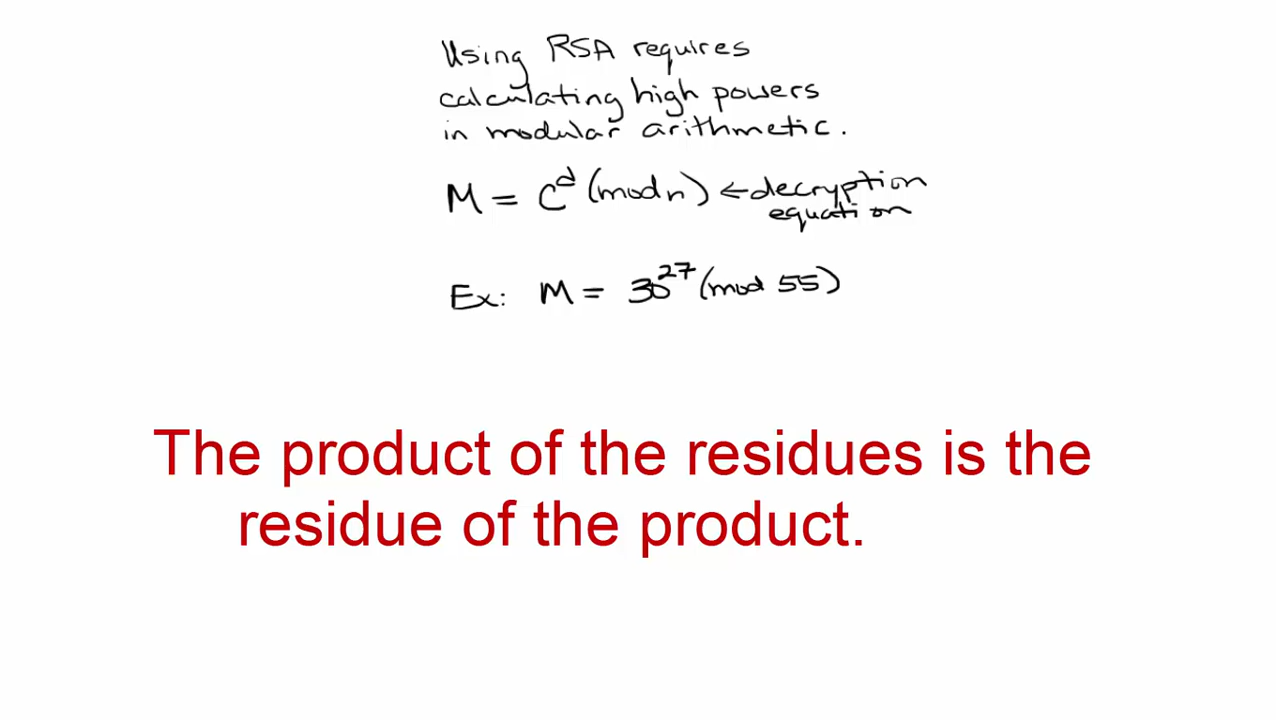 Using RSA requires
calculating high powers
in modular arithmetic.
M = C^d (mod n) ← decryption
equation
Ex: M = 30^27 (mod 55)
The product of the residues is the
residue of the product.